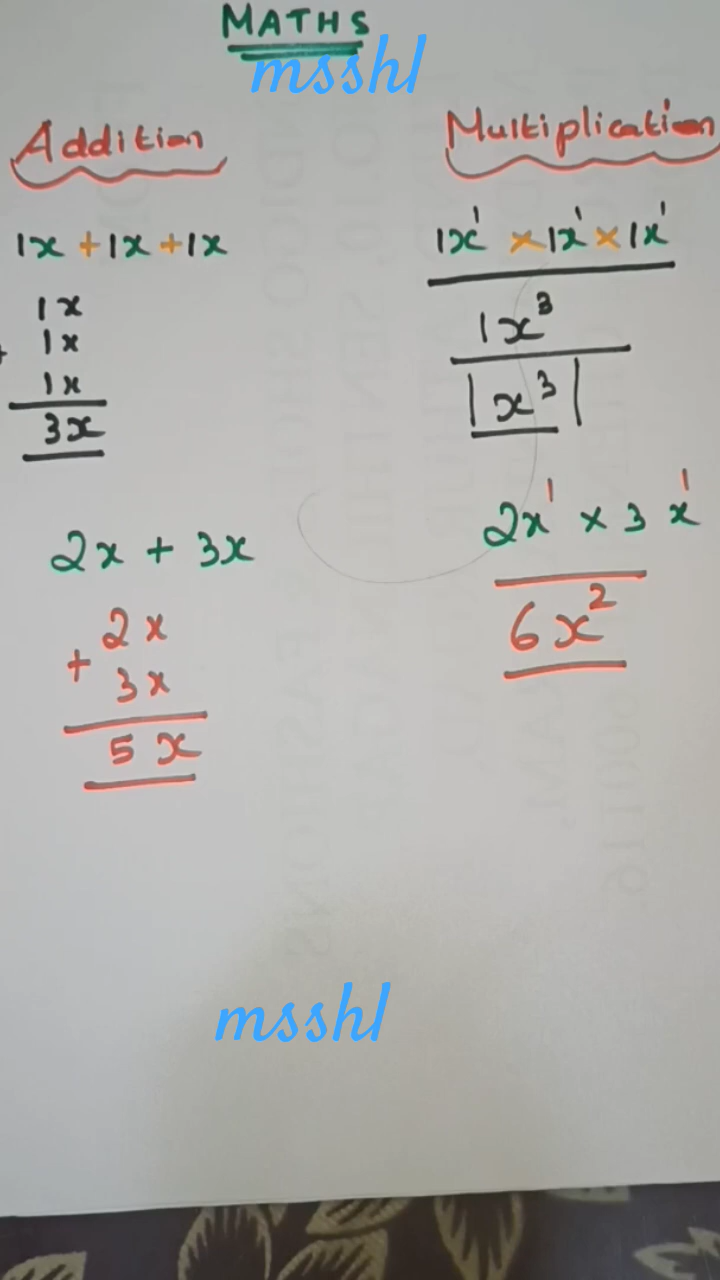 MATHS
msshl
Addition
1x + 1x + 1x
1x
+ 1x
1x
3x
2x + 3x
2x
+
3x
5x
Multiplication
1x¹ × 1x¹ × 1x¹
1x³
|x³|
2x¹ × 3x¹
6x²
msshl